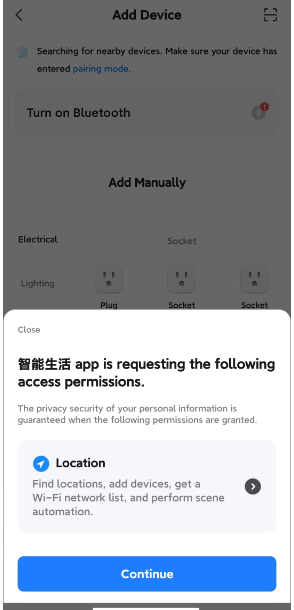 Add Device
Searching for nearby devices. Make sure your device has
entered pairing mode.
Turn on Bluetooth
Add Manually
Electrical
Socket
Lighting
Plug
Socket
Socket
Close
智能生活 app is requesting the following
access permissions.
The privacy security of your personal information is
guaranteed when the following permissions are granted.
Location
Find locations, add devices, get a
Wi-Fi network list, and perform scene
automation.
Continue